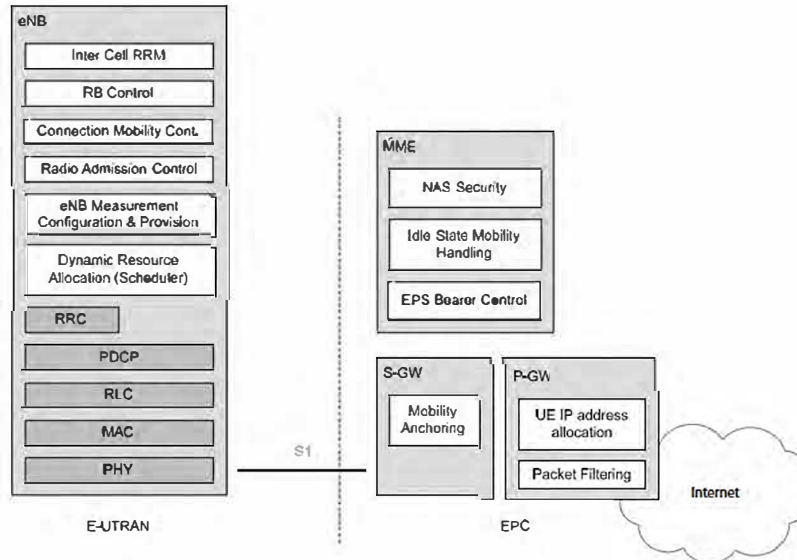 eNB
Inter Cell RRM
RB Control
Connection Mobility Cont.
Radio Admission Control
eNB Measurement
Configuration & Provision
Dynamic Resource
Allocation (Scheduler)
RRC
PDCP
RLC
MAC
PHY
S1
MME
NAS Security
Idle State Mobility
Handling
EPS Bearer Control
S-GW
Mobility
Anchoring
P-GW
UE IP address
allocation
Packet Filtering
Internet
E-UTRAN
EPC